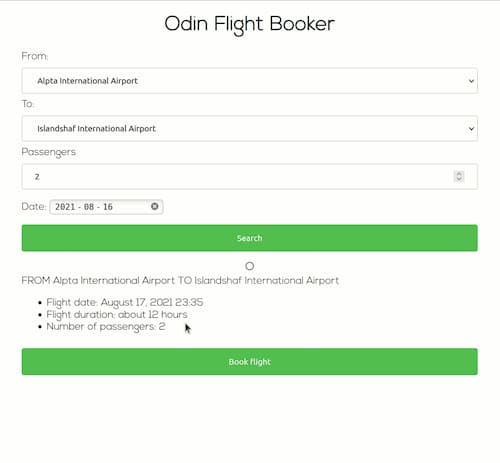 Odin Flight Booker
From:
Alpta International Airport
To:
Islandshaf International Airport
Passengers
2
Date: 2021 - 08 - 16
Search
FROM Alpta International Airport TO Islandshaf International Airport
• Flight date: August 17, 2021 23:35
• Flight duration: about 12 hours
• Number of passengers: 2
Book flight